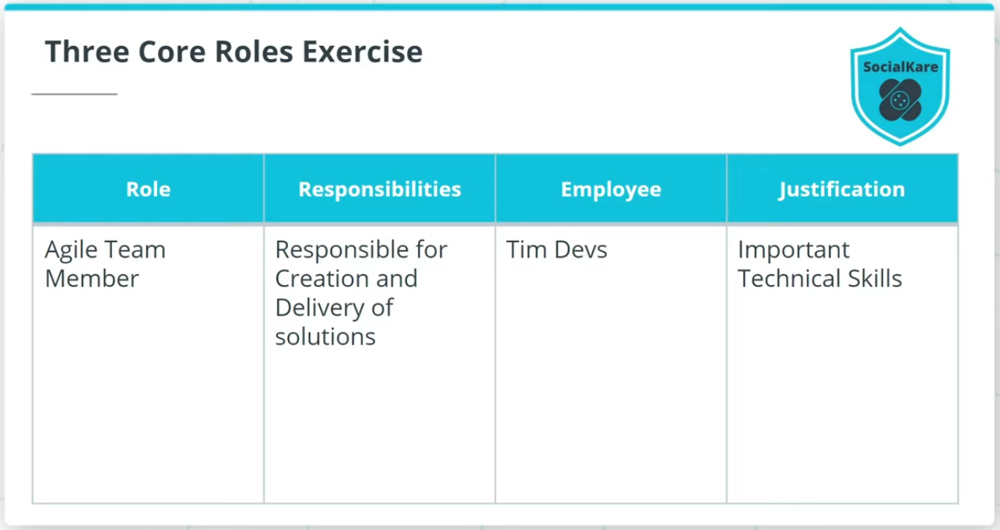 Three Core Roles Exercise
SocialKare
Role
Responsibilities
Employee
Justification
Agile Team
Member
Responsible for
Creation and
Delivery of
solutions
Tim Devs
Important
Technical Skills